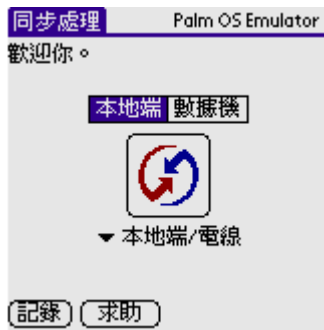 同步處理 Palm OS Emulator
歡迎你。
本地端 數據機
本地端/電線
記錄 求助